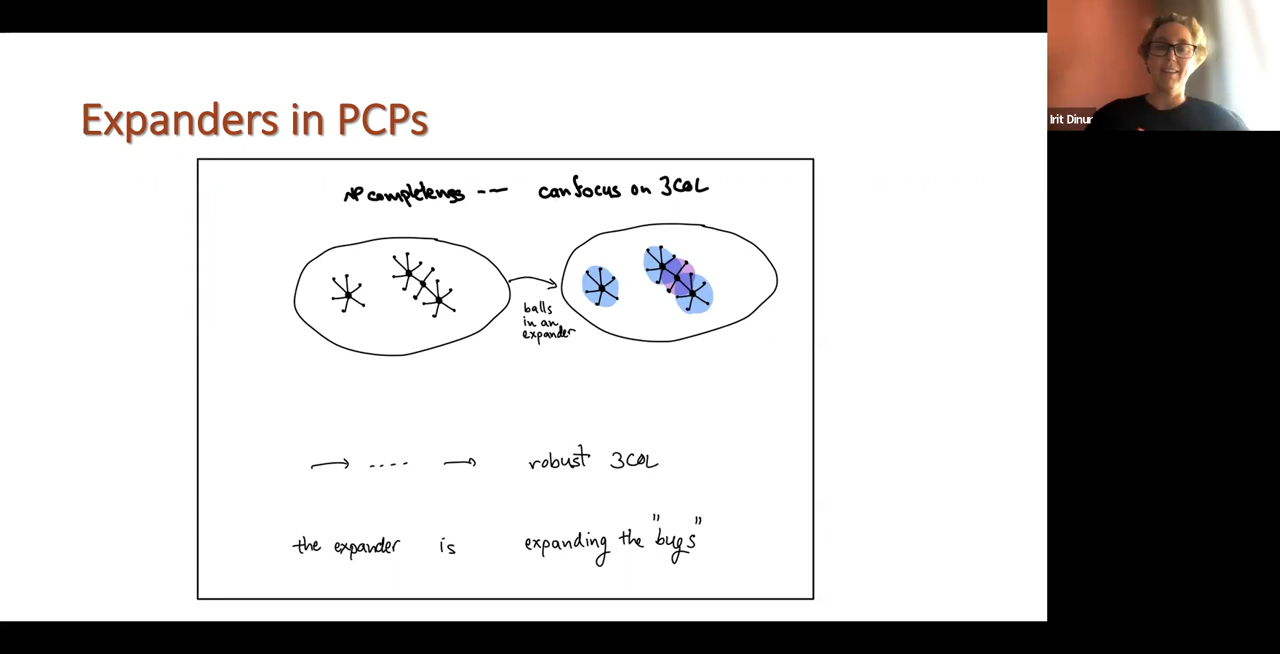 Expanders in PCPs
Irit Dinur
NP completeness --- can focus on 3COL
balls
in an
expander
robust 3COL
the expander is expanding the "bugs"